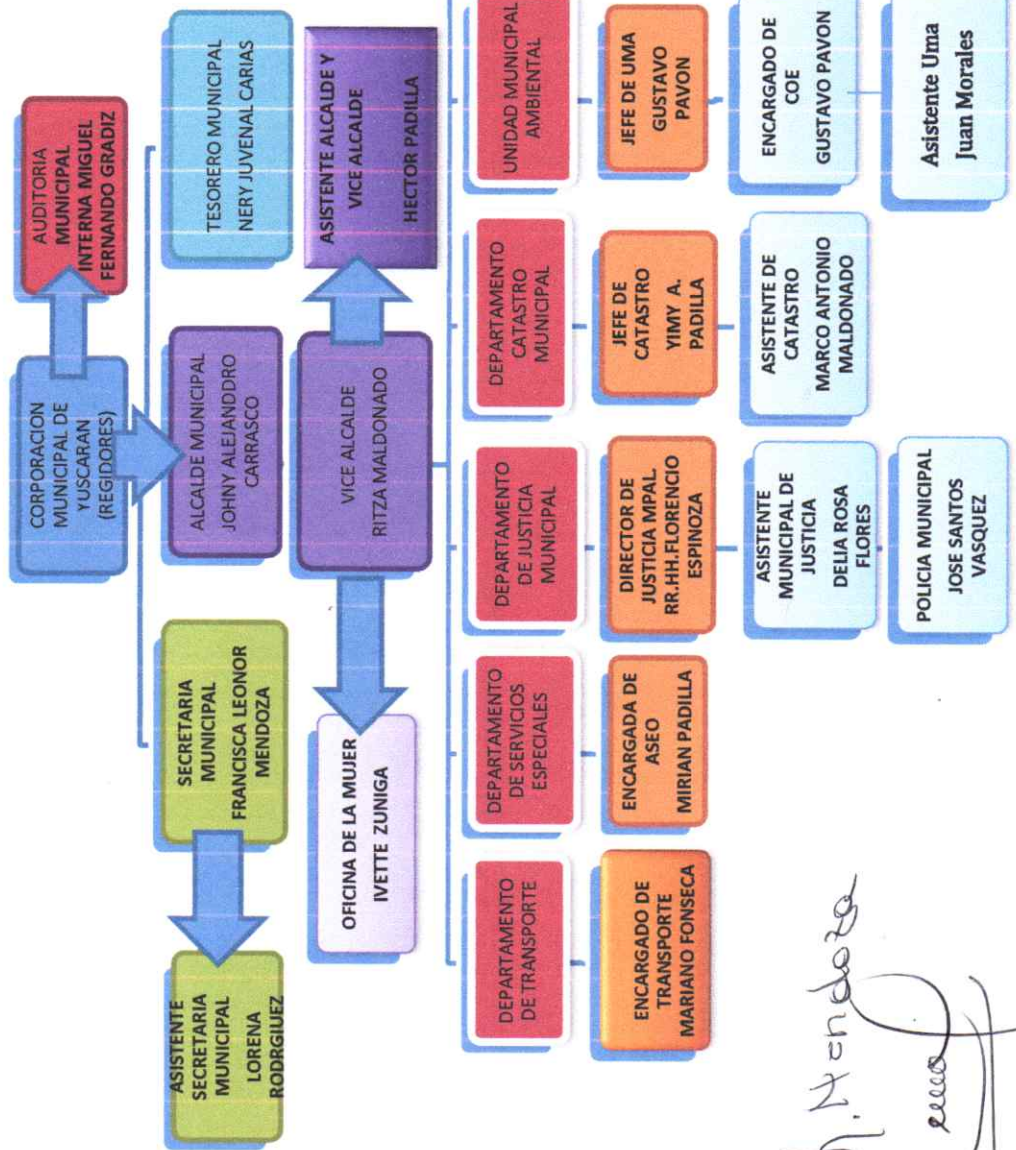 CORPORACION
MUNICIPAL DE
YUSCARAN
(REGIDORES)
AUDITORIA
MUNICIPAL
INTERNA MIGUEL
FERNANDO GRADIZ
ASISTENTE
SECRETARIA
MUNICIPAL
LORENA
RODRGIUEZ
SECRETARIA
MUNICIPAL
FRANCISCA LEONOR
MENDOZA
ALCALDE MUNICIPAL
JOHNY ALEJANDRO
CARRASCO
TESORERO MUNICIPAL
NERY JUVENAL CARIAS
OFICINA DE LA MUJER
IVETTE ZUNIGA
VICE ALCALDE
RITZA MALDONADO
ASISTENTE ALCALDE Y
VICE ALCALDE
HECTOR PADILLA
DEPARTAMENTO
DE TRANSPORTE
DEPARTAMENTO
DE SERVICIOS
ESPECIALES
DEPARTAMENTO
DE JUSTICIA
MUNICIPAL
DEPARTAMENTO
CATASTRO
MUNICIPAL
UNIDAD MUNICIPAL
AMBIENTAL
ENCARGADO DE
TRANSPORTE
MARIANO FONSECA
ENCARGADA DE
ASEO
MIRIAN PADILLA
DIRECTOR DE
JUSTICIA MPAL.
RR.HH.FLORENCIO
ESPINOZA
JEFE DE
CATASTRO
YIMY A.
PADILLA
JEFE DE UMA
GUSTAVO
PAVON
ASISTENTE
MUNICIPAL DE
JUSTICIA
DELIA ROSA
FLORES
ASISTENTE DE
CATASTRO
MARCO ANTONIO
MALDONADO
ENCARGADO DE
COE
GUSTAVO PAVON
POLICIA MUNICIPAL
JOSE SANTOS
VASQUEZ
Asistente Uma
Juan Morales
Mendoza